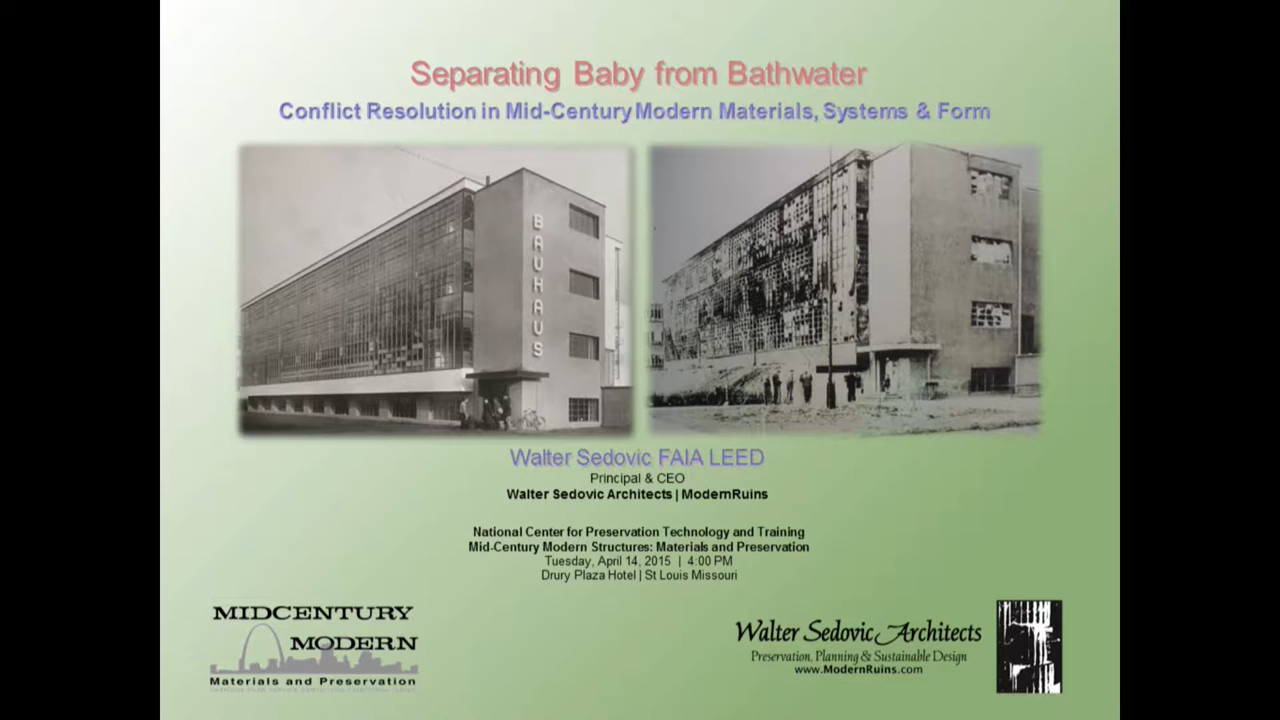 Separating Baby from Bathwater
Conflict Resolution in Mid-Century Modern Materials, Systems & Form
BAUHAUS
Walter Sedovic FAIA LEED
Principal & CEO
Walter Sedovic Architects | ModernRuins
National Center for Preservation Technology and Training
Mid-Century Modern Structures: Materials and Preservation
Tuesday, April 14, 2015 | 4:00 PM
Drury Plaza Hotel | St Louis Missouri
MIDCENTURY
MODERN
Materials and Preservation
Walter Sedovic Architects
Preservation, Planning & Sustainable Design
www.ModernRuins.com